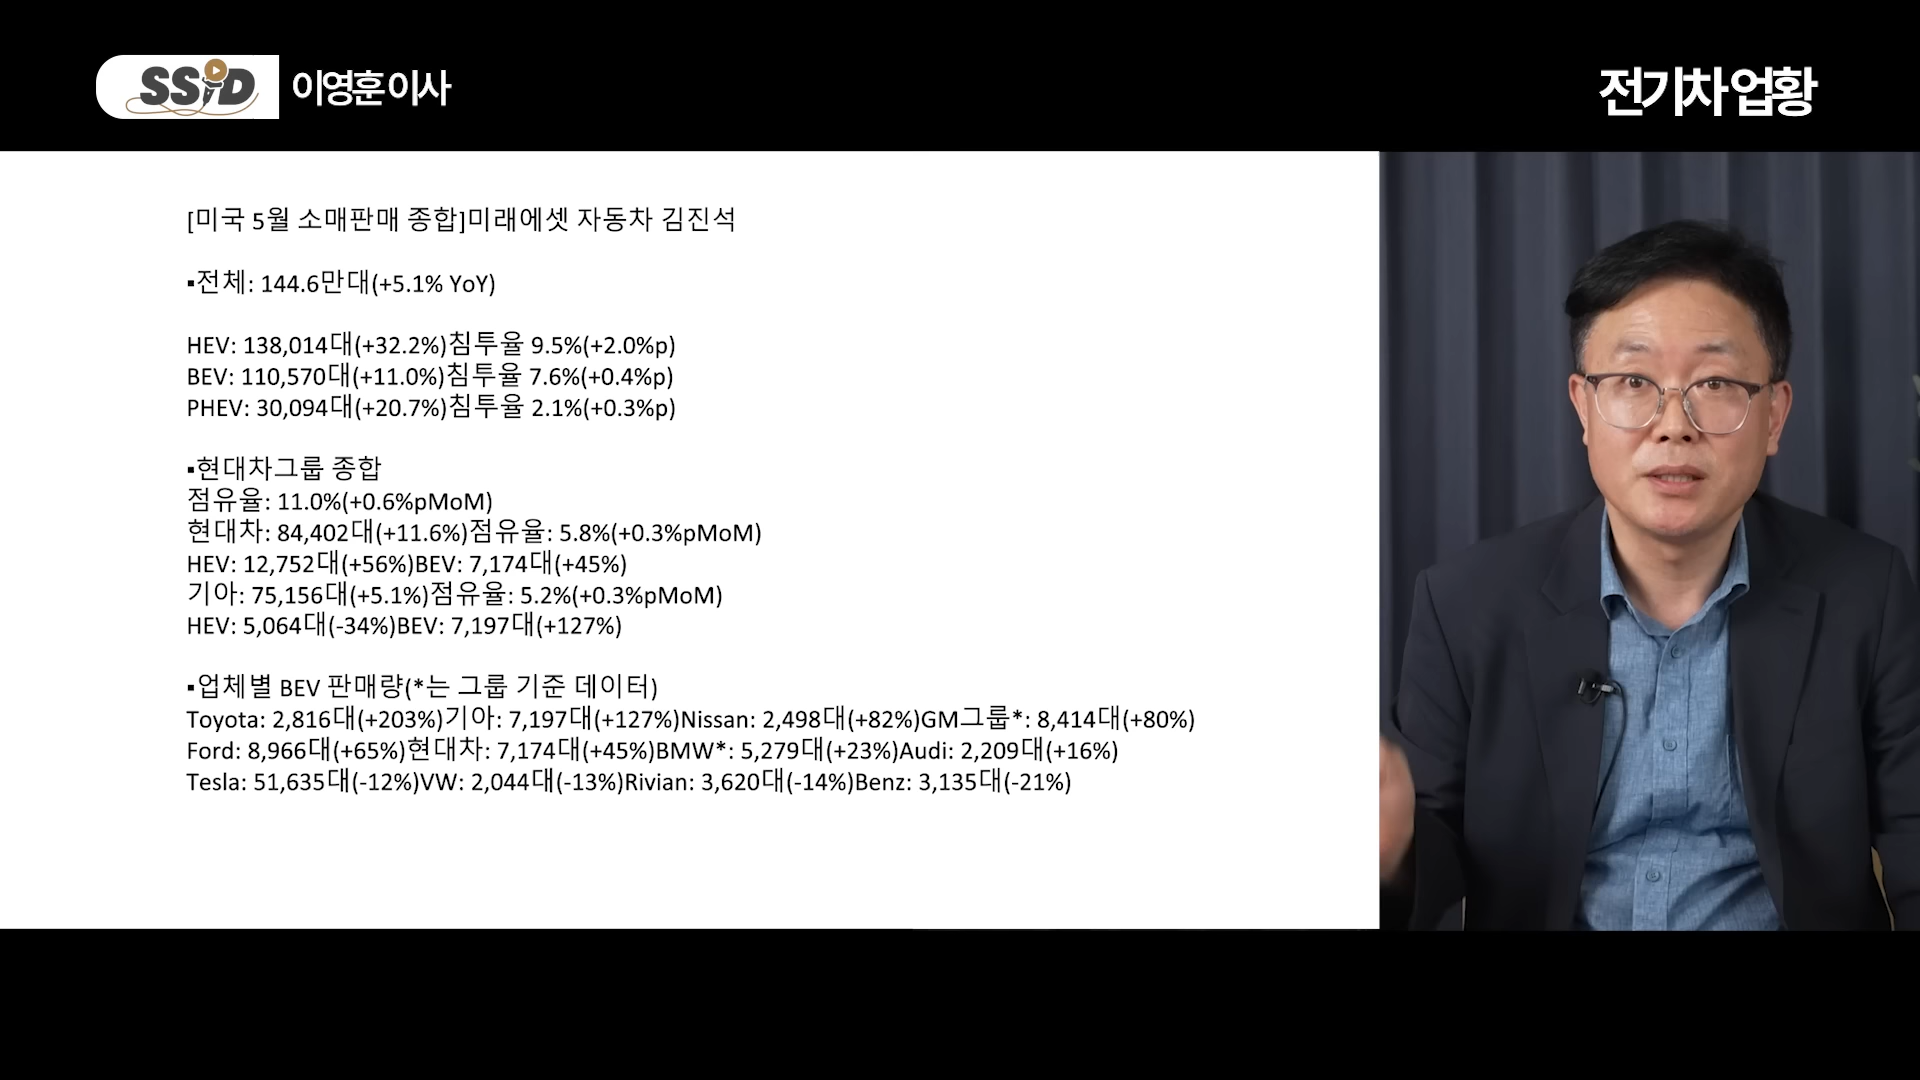 SSiD 이영훈 이사
전기차 업황
[미국 5월 소매판매 종합]미래에셋 자동차 김진석
▪전체: 144.6만대(+5.1% YoY)
HEV: 138,014대(+32.2%)침투율 9.5%(+2.0%p)
BEV: 110,570대(+11.0%)침투율 7.6%(+0.4%p)
PHEV: 30,094대(+20.7%)침투율 2.1%(+0.3%p)
▪현대차그룹 종합
점유율: 11.0%(+0.6%pMoM)
현대차: 84,402대(+11.6%)점유율: 5.8%(+0.3%pMoM)
HEV: 12,752대(+56%)BEV: 7,174대(+45%)
기아: 75,156대(+5.1%)점유율: 5.2%(+0.3%pMoM)
HEV: 5,064대(-34%)BEV: 7,197대(+127%)
▪업체별 BEV 판매량(*는 그룹 기준 데이터)
Toyota: 2,816대(+203%)기아: 7,197대(+127%)Nissan: 2,498대(+82%)GM그룹*: 8,414대(+80%)
Ford: 8,966대(+65%)현대차: 7,174대(+45%)BMW*: 5,279대(+23%)Audi: 2,209대(+16%)
Tesla: 51,635대(-12%)VW: 2,044대(-13%)Rivian: 3,620대(-14%)Benz: 3,135대(-21%)